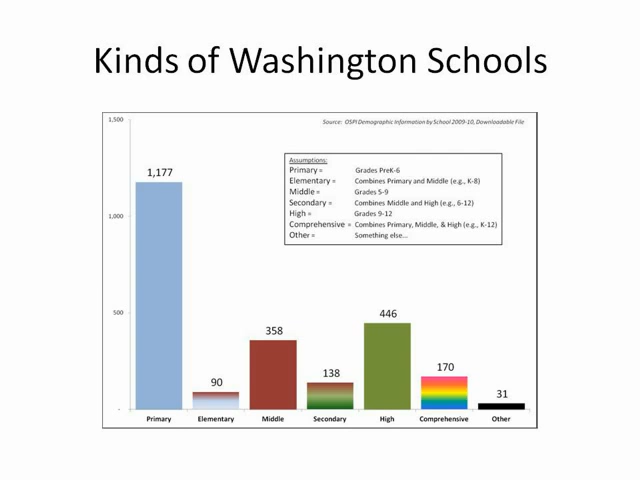 Kinds of Washington Schools
Source: OSPI Demographic Information by School 2009-10, Downloadable File
1,500
1,000
500
-
Assumptions:
Primary = Grades PreK-6
Elementary = Combines Primary and Middle (e.g., K-8)
Middle = Grades 5-9
Secondary = Combines Middle and High (e.g., 6-12)
High = Grades 9-12
Comprehensive = Combines Primary, Middle, & High (e.g., K-12)
Other = Something else...
1,177
90
358
138
446
170
31
Primary Elementary Middle Secondary High Comprehensive Other